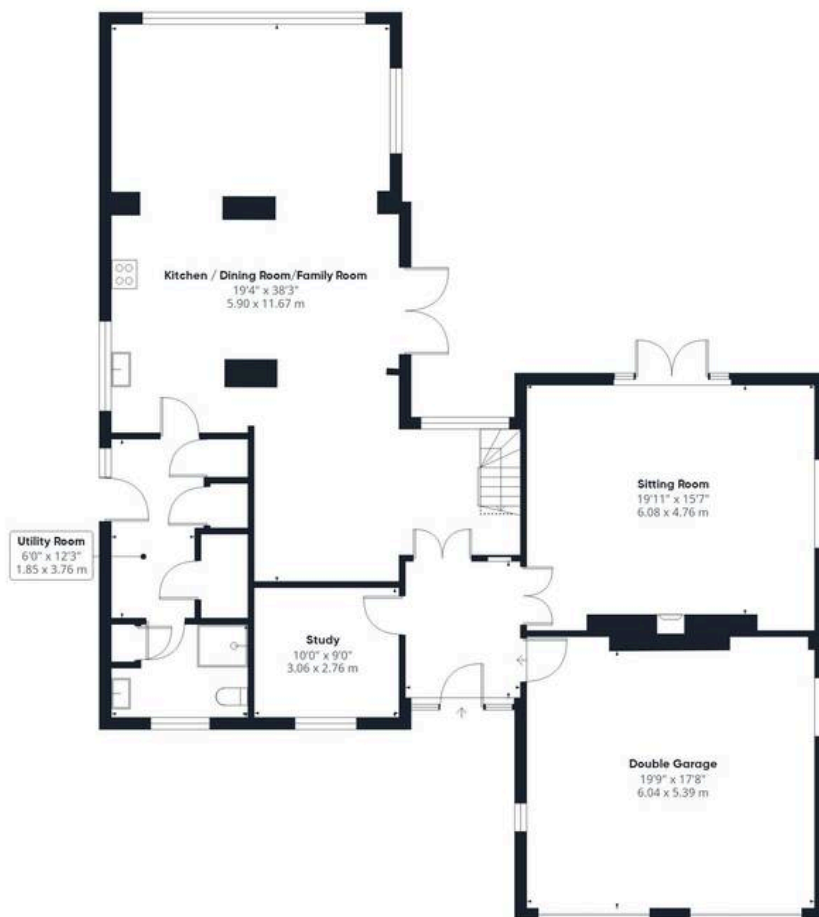 Kitchen / Dining Room/Family Room
19'4" x 38'3"
5.90 x 11.67 m
Sitting Room
19'11" x 15'7"
6.08 x 4.76 m
Utility Room
6'0" x 12'3"
1.85 x 3.76 m
Study
10'0" x 9'0"
3.06 x 2.76 m
Double Garage
19'9" x 17'8"
6.04 x 5.39 m